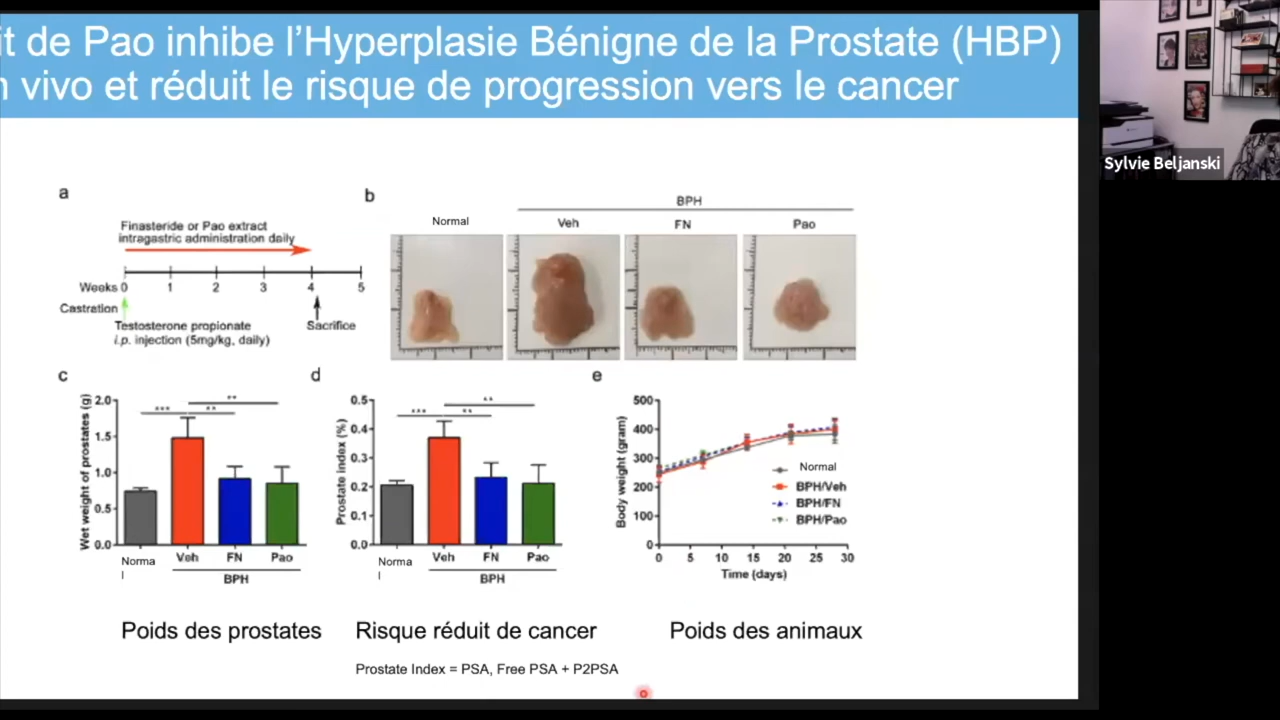 it de Pao inhibe l’Hyperplasie Bénigne de la Prostate (HBP)
n vivo et réduit le risque de progression vers le cancer
Sylvie Beljanski
a
Finasteride or Pao extract
intragastric administration daily
Weeks 0 1 2 3 4 5
Castration
Testosterone propionate
i.p. injection (5mg/kg, daily)
Sacrifice
b
BPH
Normal Veh FN Pao
c
Wet weight of prostates (g)
2.0
1.5
1.0
0.5
0.0
*** ** **
Norma
l
Veh FN Pao
BPH
d
Prostate index (%)
0.5
0.4
0.3
0.2
0.1
0.0
*** ** **
Norma
l
Veh FN Pao
BPH
e
Body weight (gram)
500
400
300
200
100
0
Normal
BPH/Veh
BPH/FN
BPH/Pao
0 5 10 15 20 25 30
Time (days)
Poids des prostates
Risque réduit de cancer
Poids des animaux
Prostate Index = PSA, Free PSA + P2PSA